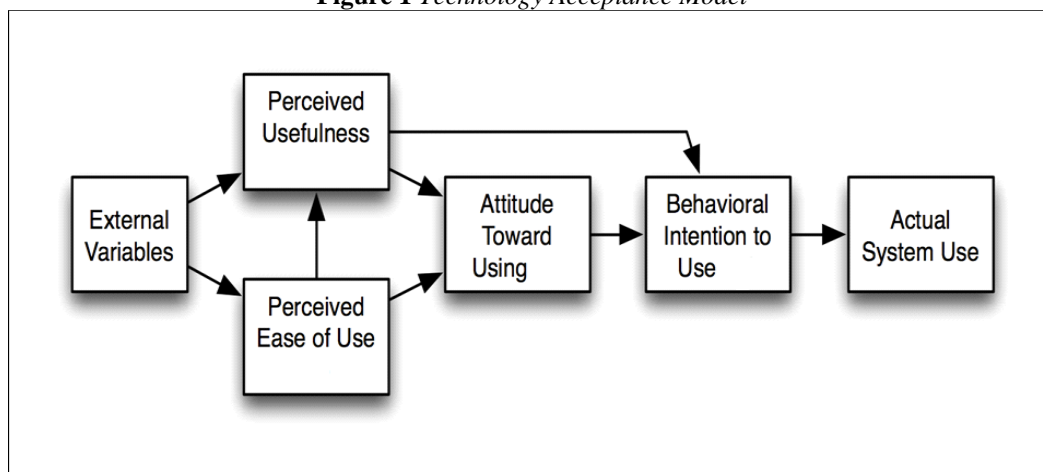 Figure 1 Technology Acceptance Model
Perceived
Usefulness
External
Variables
Perceived
Ease of Use
Attitude
Toward
Using
Behavioral
Intention to
Use
Actual
System Use